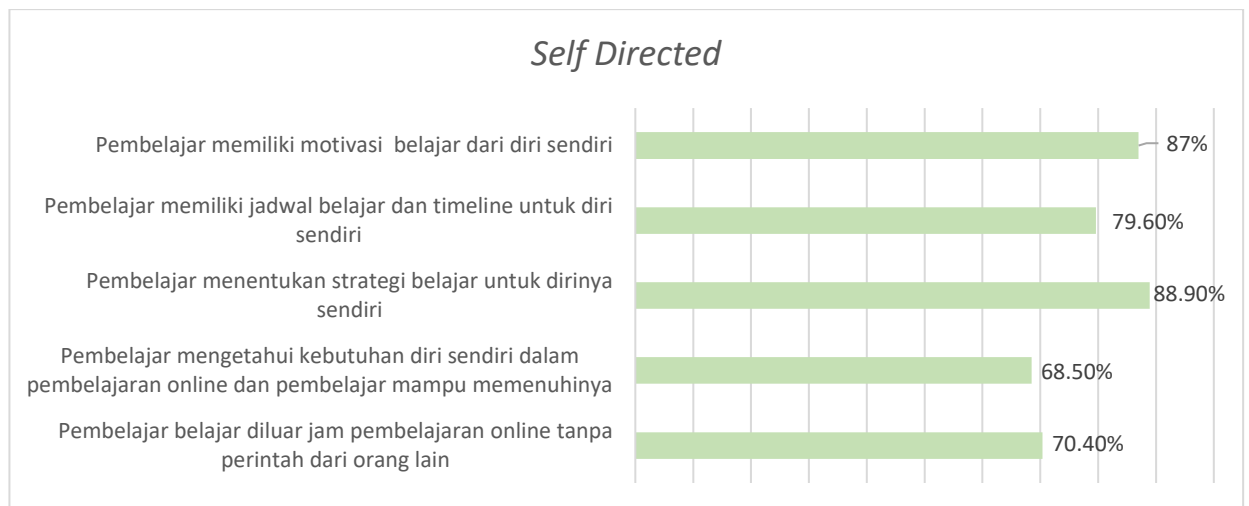 Self Directed
Pembelajar memiliki motivasi  belajar dari diri sendiri
87%
Pembelajar memiliki jadwal belajar dan timeline untuk diri
sendiri
79.60%
Pembelajar menentukan strategi belajar untuk dirinya
sendiri
88.90%
Pembelajar mengetahui kebutuhan diri sendiri dalam
pembelajaran online dan pembelajar mampu memenuhinya
68.50%
Pembelajar belajar diluar jam pembelajaran online tanpa
perintah dari orang lain
70.40%